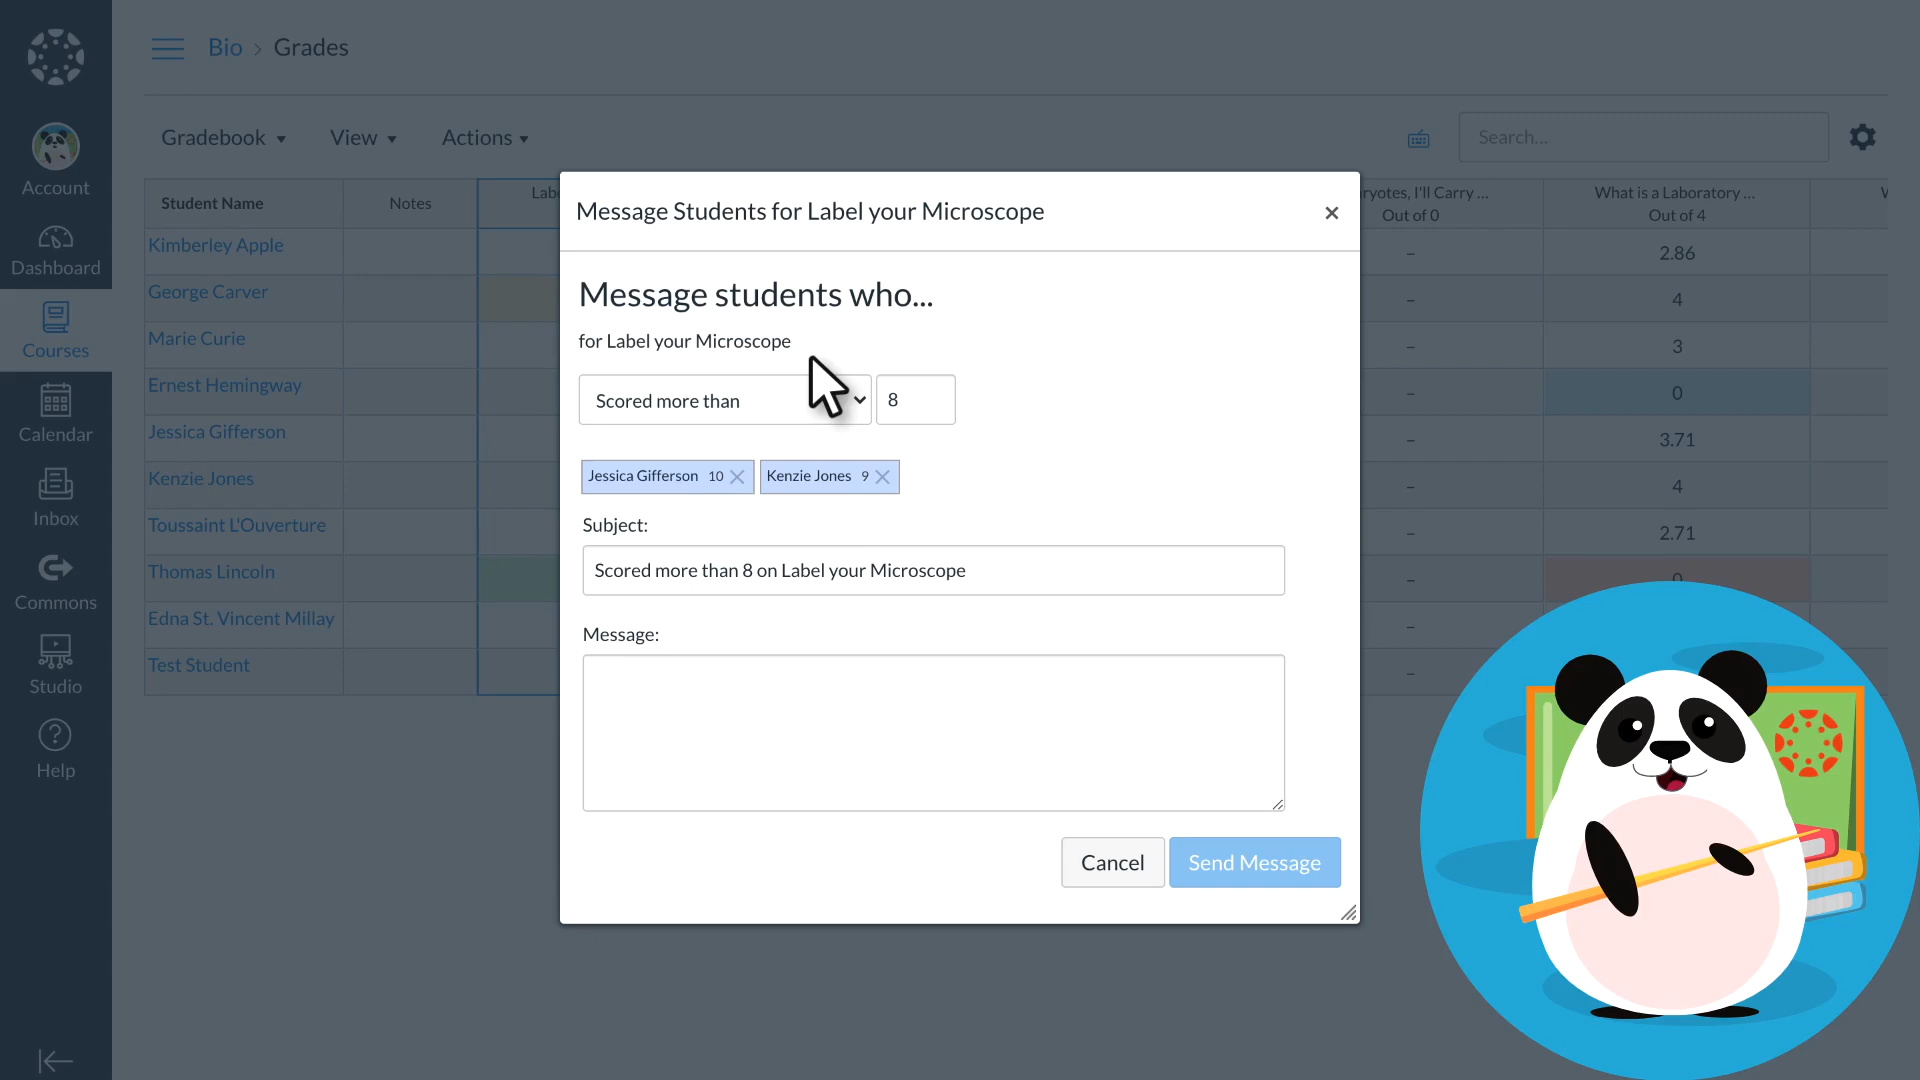 Bio > Grades
Account
Dashboard
Courses
Calendar
Inbox
Commons
Studio
Help
Gradebook View Actions
Search...
Student Name Notes
Kimberley Apple
George Carver
Marie Curie
Ernest Hemingway
Jessica Gifferson
Kenzie Jones
Toussaint L'Ouverture
Thomas Lincoln
Edna St. Vincent Millay
Test Student
Message Students for Label your Microscope ×
Message students who...
for Label your Microscope
Scored more than 8
Jessica Gifferson 10 Kenzie Jones 9
Subject:
Scored more than 8 on Label your Microscope
Message:
Cancel Send Message
I'll Carry ...
Out of 0
What is a Laboratory ...
Out of 4
– 2.86
– 4
– 3
– 0
– 3.71
– 4
– 2.71
–
–
–